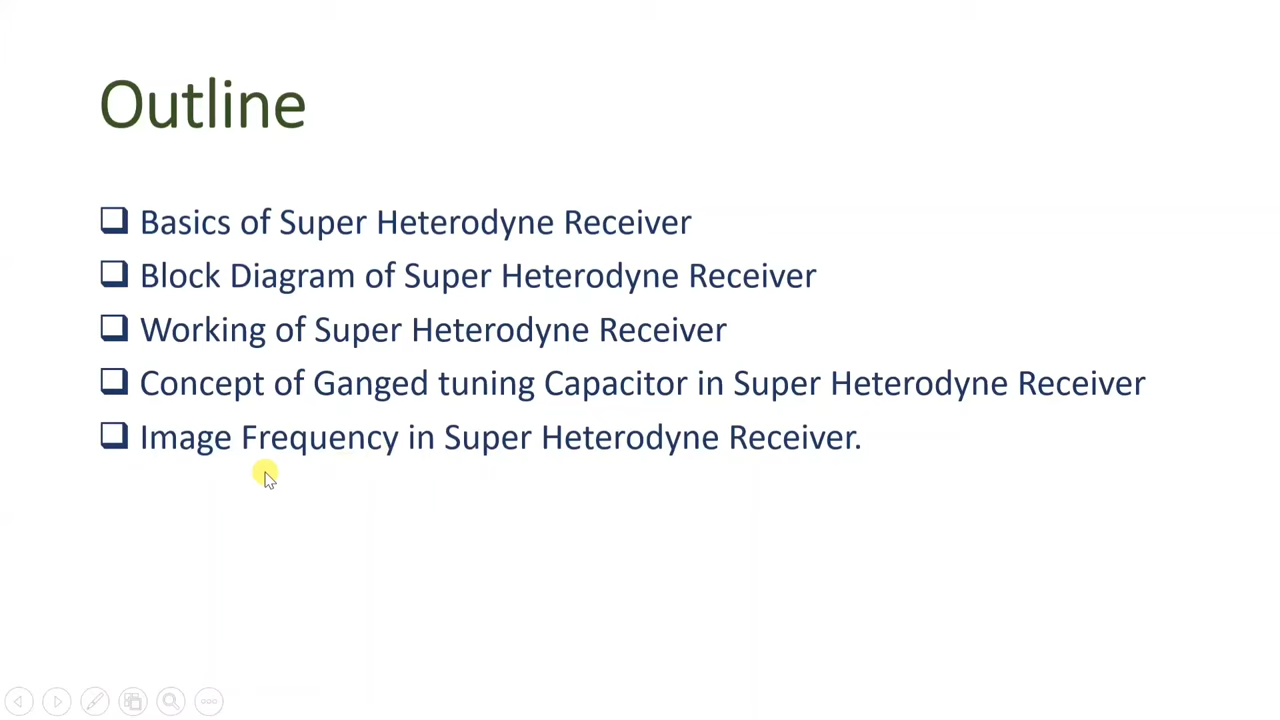 Outline
Basics of Super Heterodyne Receiver
Block Diagram of Super Heterodyne Receiver
Working of Super Heterodyne Receiver
Concept of Ganged tuning Capacitor in Super Heterodyne Receiver
Image Frequency in Super Heterodyne Receiver.